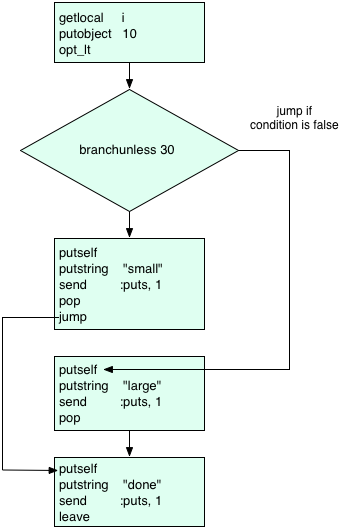 getlocal i
putobject 10
opt_lt
jump if
condition is false
branchunless 30
putself
putstring "small"
send :puts, 1
pop
jump
putself
putstring "large"
send :puts, 1
pop
putself
putstring "done"
send :puts, 1
leave